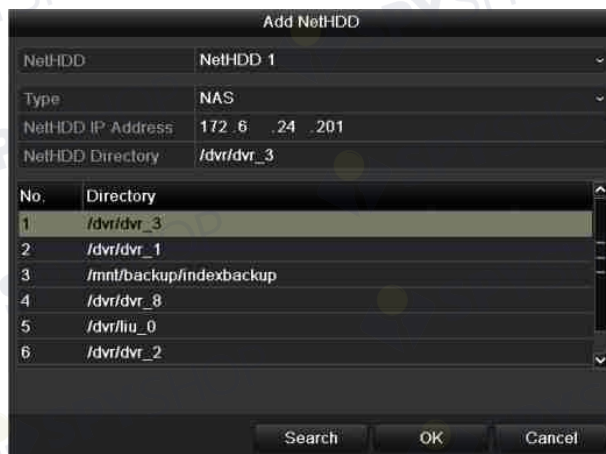 Add NetHDD
NetHDD NetHDD 1
Type NAS
NetHDD IP Address 172 .6 .24 .201
NetHDD Directory /dvr/dvr_3
No. Directory
1 /dvr/dvr_3
2 /dvr/dvr_1
3 /mnt/backup/indexbackup
4 /dvr/dvr_8
5 /dvr/liu_0
6 /dvr/dvr_2
Search OK Cancel